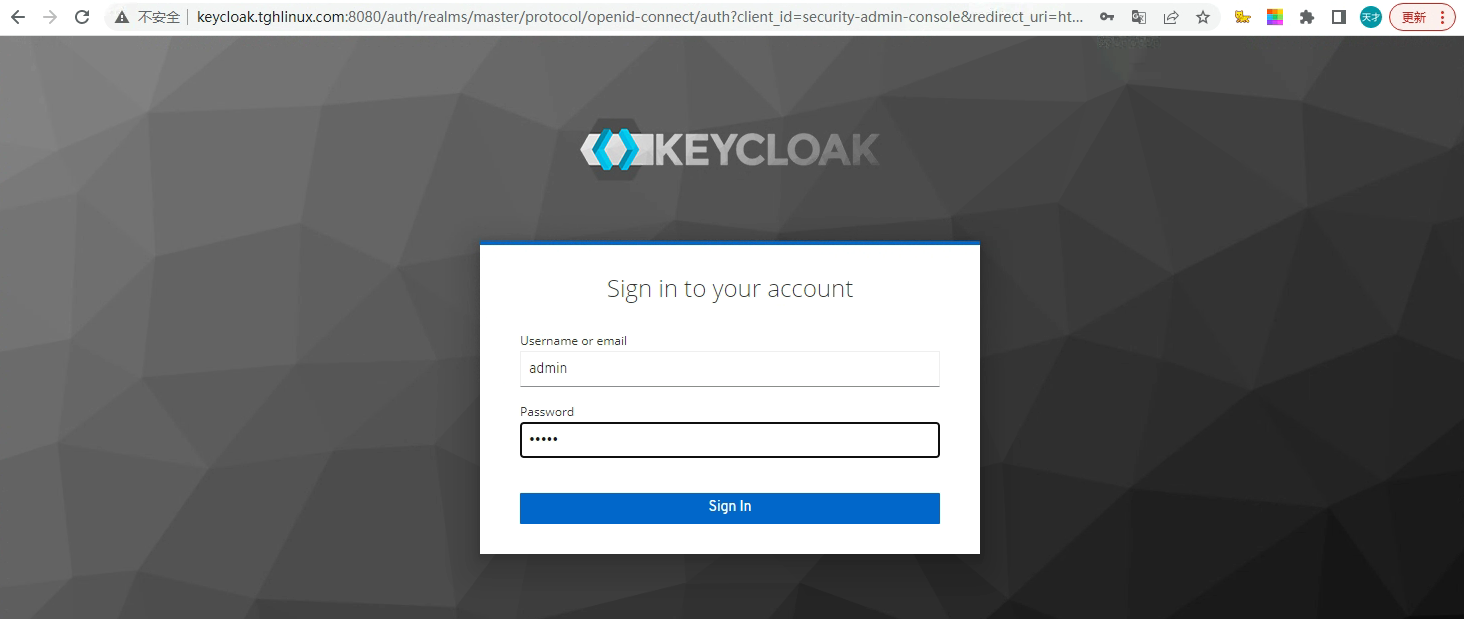 不安全 keycloak.tghlinux.com:8080/auth/realms/master/protocol/openid-connect/auth?client_id=security-admin-console&redirect_uri=ht... 天才 更新
KEYCLOAK
Sign in to your account
Username or email
admin
Password
•••••
Sign In